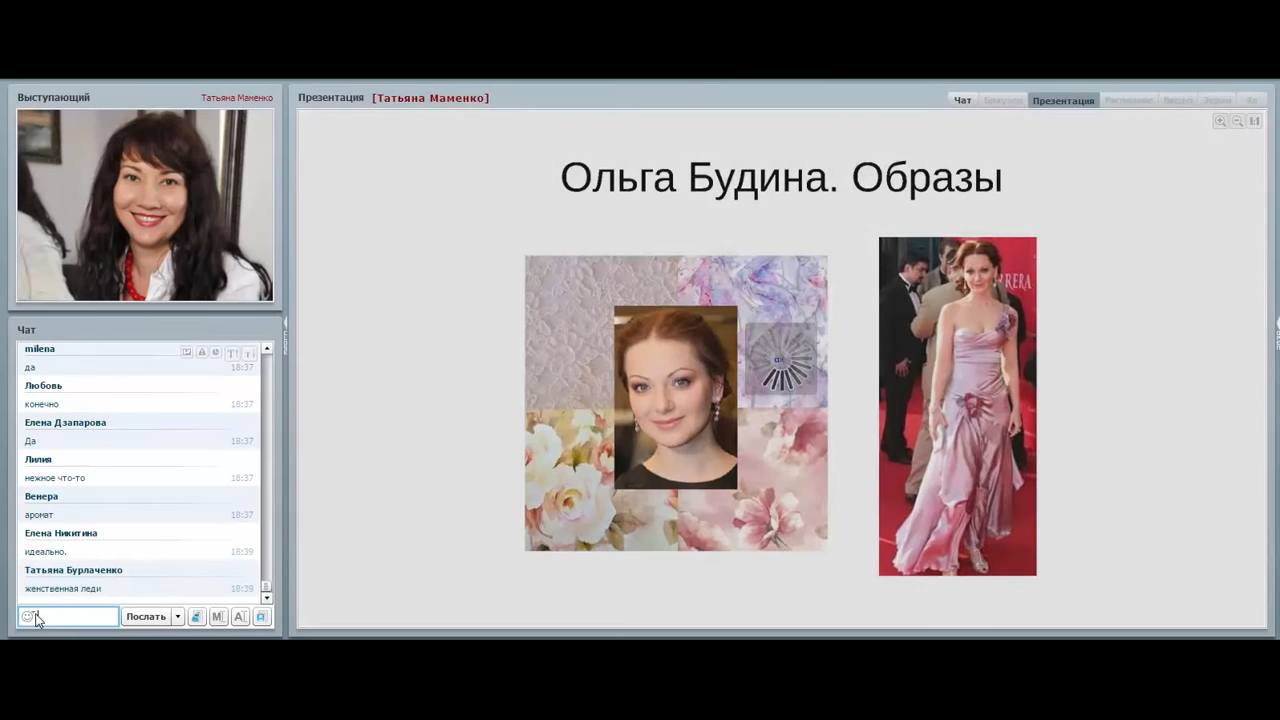 Выступающий
Татьяна Маменко
Презентация [Татьяна Маменко]
Чат
Презентация
Ольга Будина. Образы
RRERA
Чат
milena
да 18:37
Любовь
конечно 18:37
Елена Дзапарова
Да 18:37
Лилия
нежное что-то 18:37
Венера
аромат 18:37
Елена Никитина
идеально. 18:39
Татьяна Бурлаченко
женственная леди 18:39
Послать